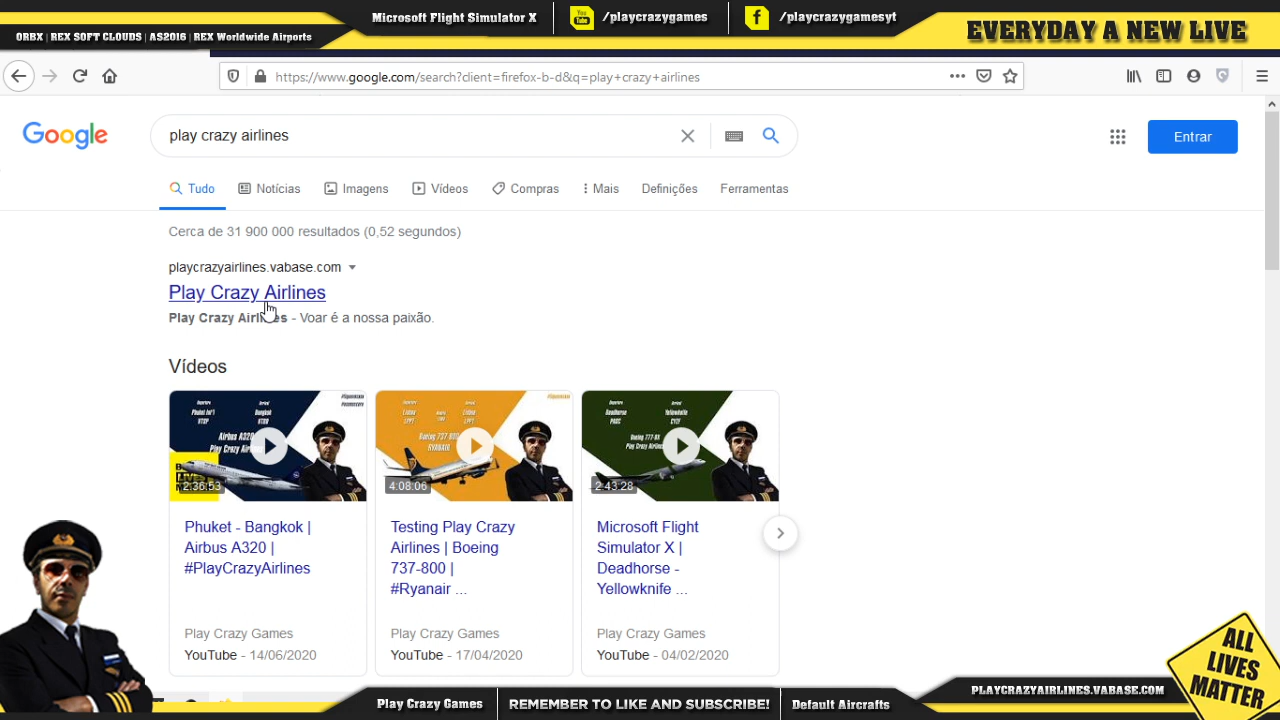 Microsoft Flight Simulator X
/playcrazygames
/playcrazygamesyt
EVERYDAY A NEW LIVE
ORBX | REX SOFT CLOUDS | AS2016 | REX Worldwide Airports
https://www.google.com/search?client=firefox-b-d&q=play+crazy+airlines
Google
play crazy airlines
Entrar
Tudo
Notícias
Imagens
Vídeos
Compras
Mais
Definições
Ferramentas
Cerca de 31 900 000 resultados (0,52 segundos)
playcrazyairlines.vabase.com
Play Crazy Airlines
Play Crazy Airlines - Voar é a nossa paixão.
Vídeos
2:36:53
4:08:06
2:43:28
Phuket - Bangkok |
Airbus A320 |
#PlayCrazyAirlines
Play Crazy Games
YouTube - 14/06/2020
Testing Play Crazy
Airlines | Boeing
737-800 |
#Ryanair ...
Play Crazy Games
YouTube - 17/04/2020
Microsoft Flight
Simulator X |
Deadhorse -
Yellowknife ...
Play Crazy Games
YouTube - 04/02/2020
ALL
LIVES
MATTER
Play Crazy Games
REMEMBER TO LIKE AND SUBSCRIBE!
Default Aircrafts
PLAYCRAZYAIRLINES.VABASE.COM